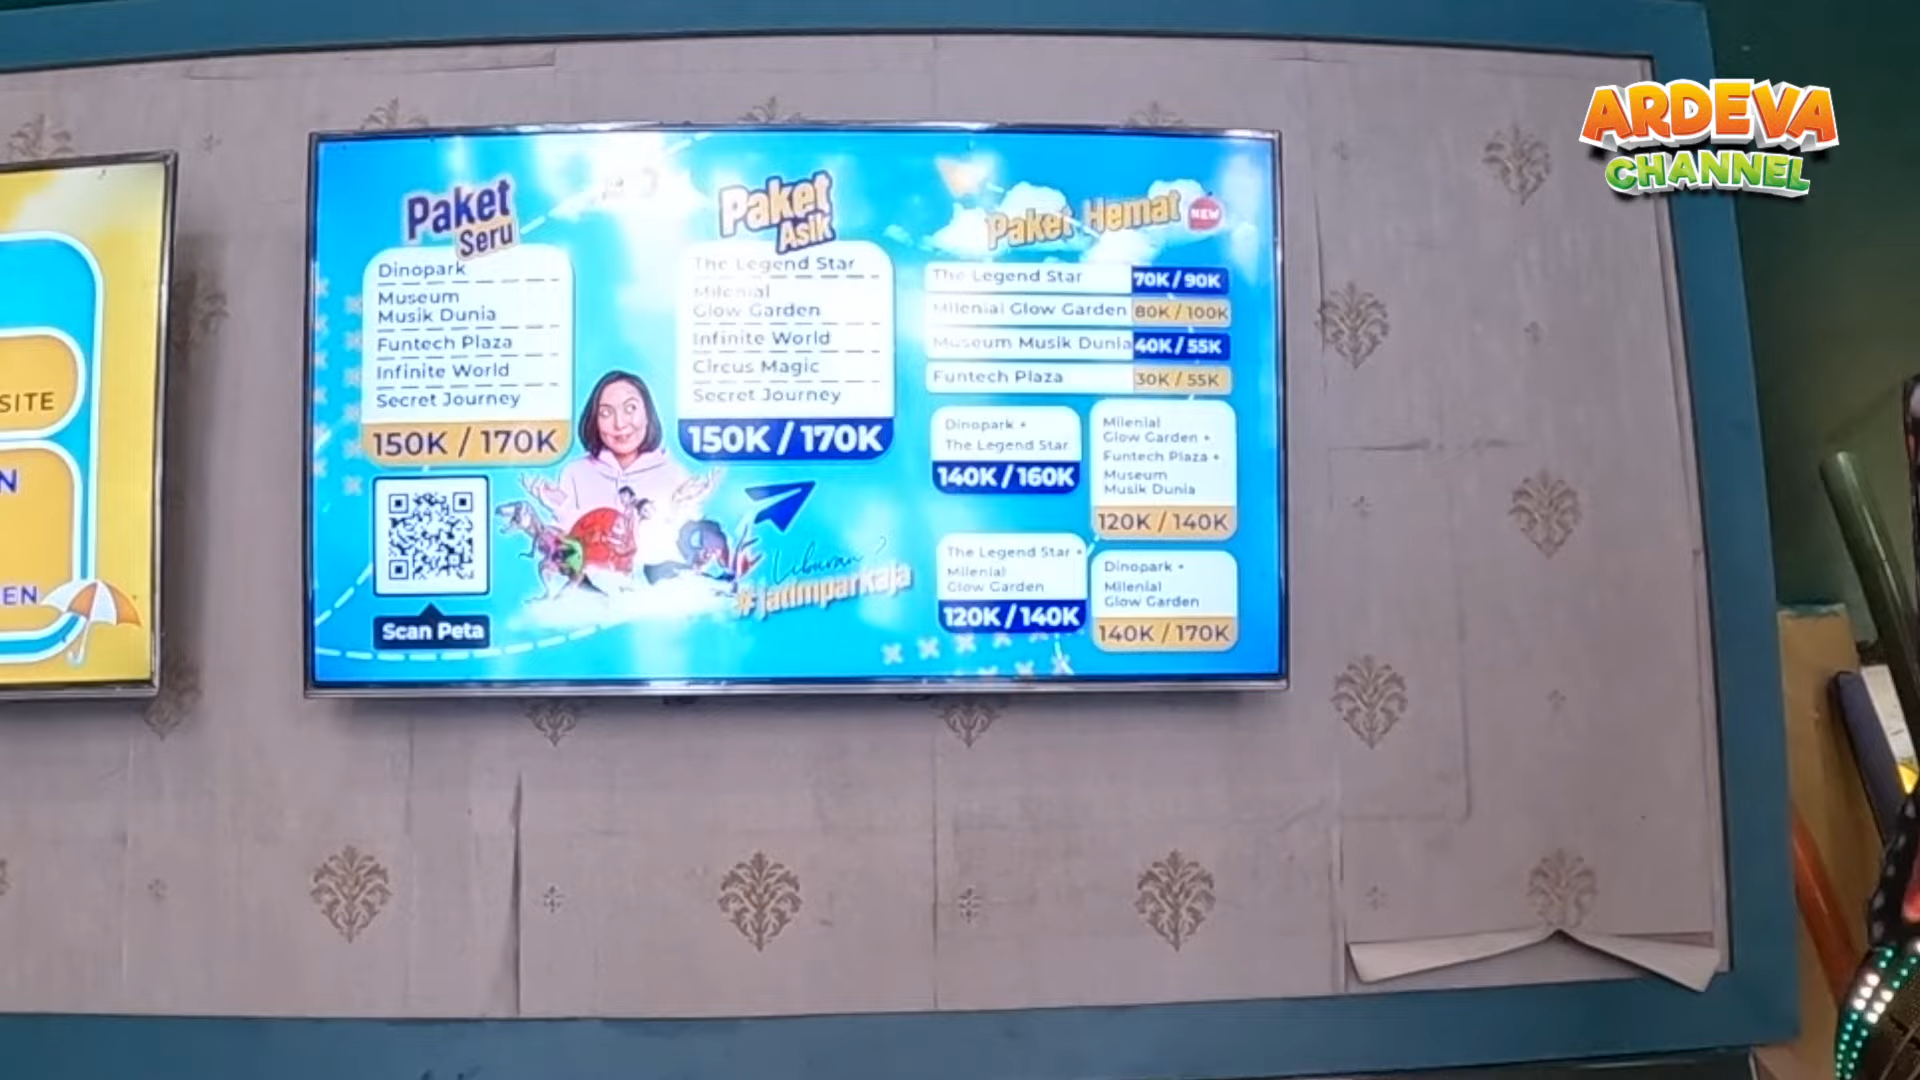 ARDEVA
CHANNEL
SITE
N
EN
Paket
Seru
Dinopark
Museum
Musik Dunia
Funtech Plaza
Infinite World
Secret Journey
150K / 170K
Scan Peta
Paket
Asik
The Legend Star
Milenial
Glow Garden
Infinite World
Circus Magic
Secret Journey
150K / 170K
Liburan ?
#jatimparkaja
Paket Hemat NEW
The Legend Star 70K / 90K
Milenial Glow Garden 80K / 100K
Museum Musik Dunia 40K / 55K
Funtech Plaza 30K / 55K
Dinopark +
The Legend Star
140K / 160K
Milenial
Glow Garden +
Funtech Plaza +
Museum
Musik Dunia
120K / 140K
The Legend Star +
Milenial
Glow Garden
120K / 140K
Dinopark +
Milenial
Glow Garden
140K / 170K